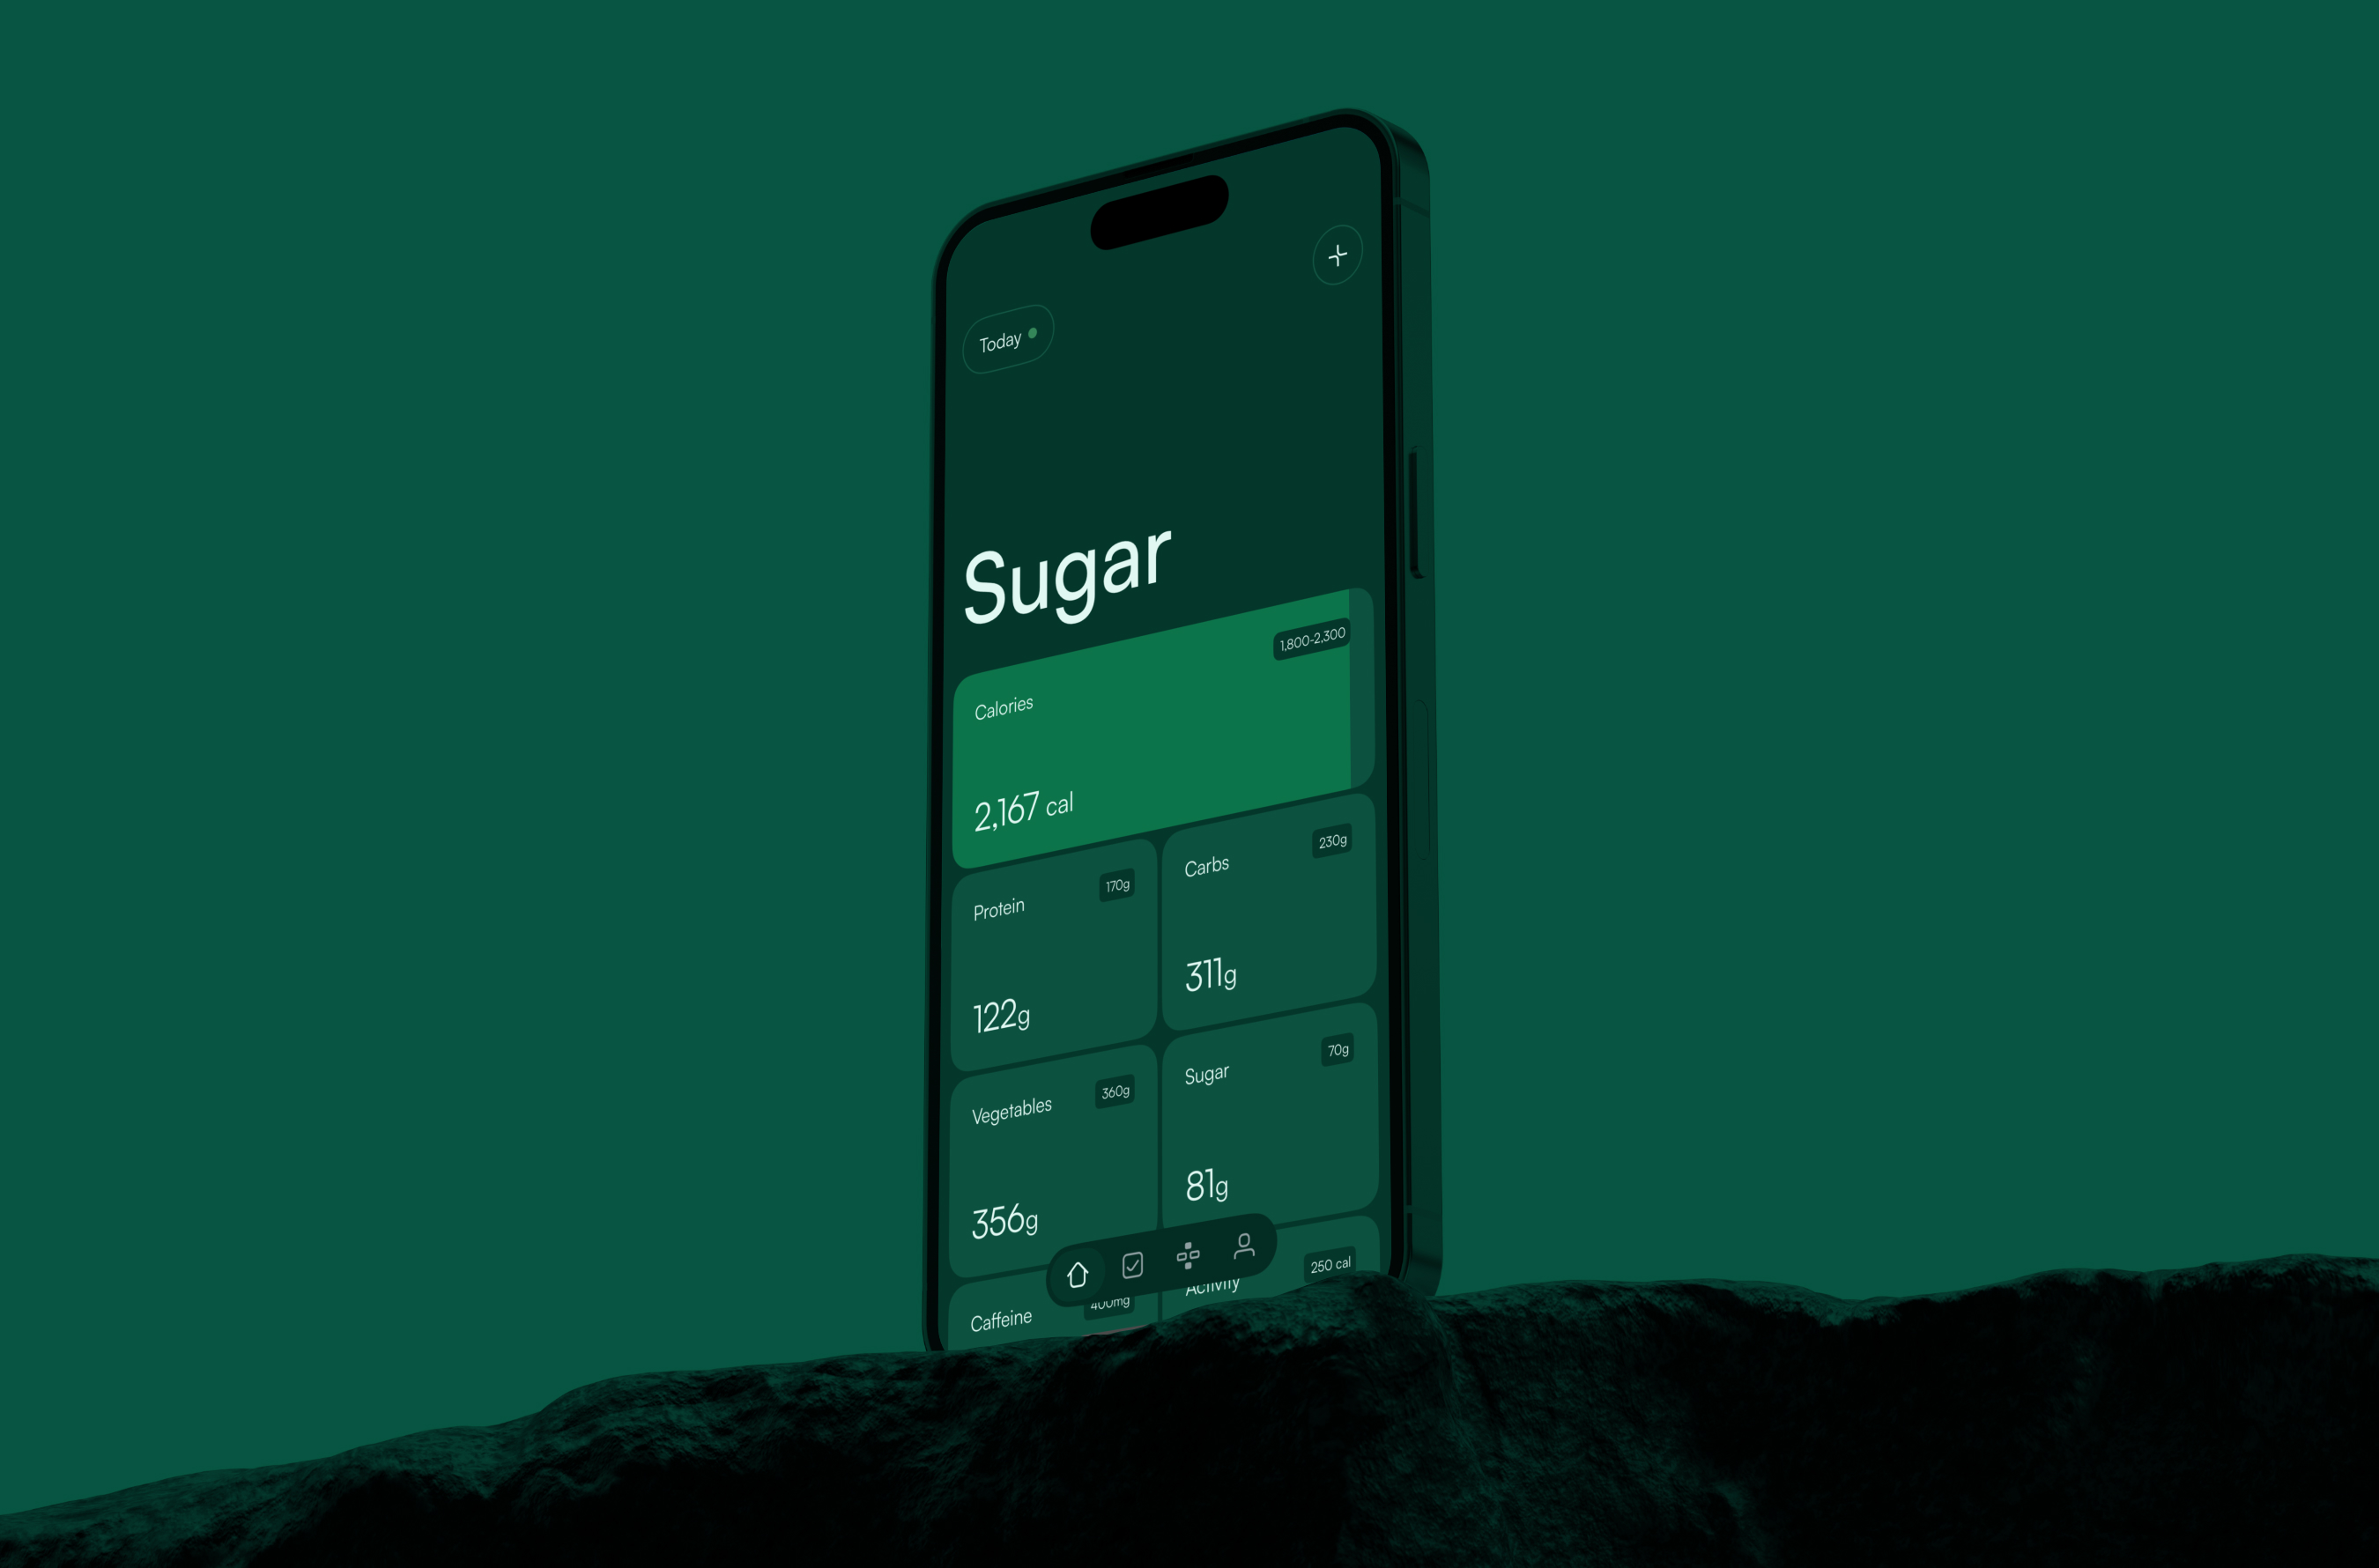 Today
Sugar
Calories
1,800-2,300
2,167 cal
Protein
170g
122g
Carbs
230g
311g
Vegetables
360g
356g
Sugar
70g
81g
Caffeine
400mg
Activity
250 cal